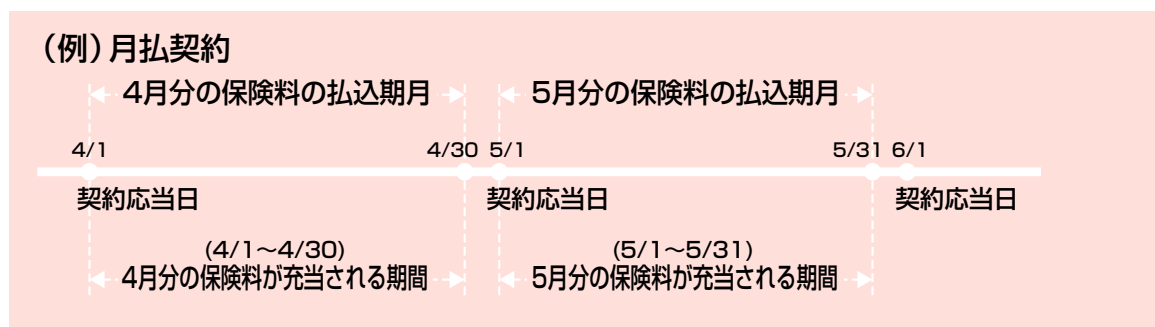 (例)月払契約
4月分の保険料の払込期月 5月分の保険料の払込期月
4/1 4/30 5/1 5/31 6/1
契約応当日 契約応当日 契約応当日
(4/1～4/30) (5/1～5/31)
4月分の保険料が充当される期間 5月分の保険料が充当される期間